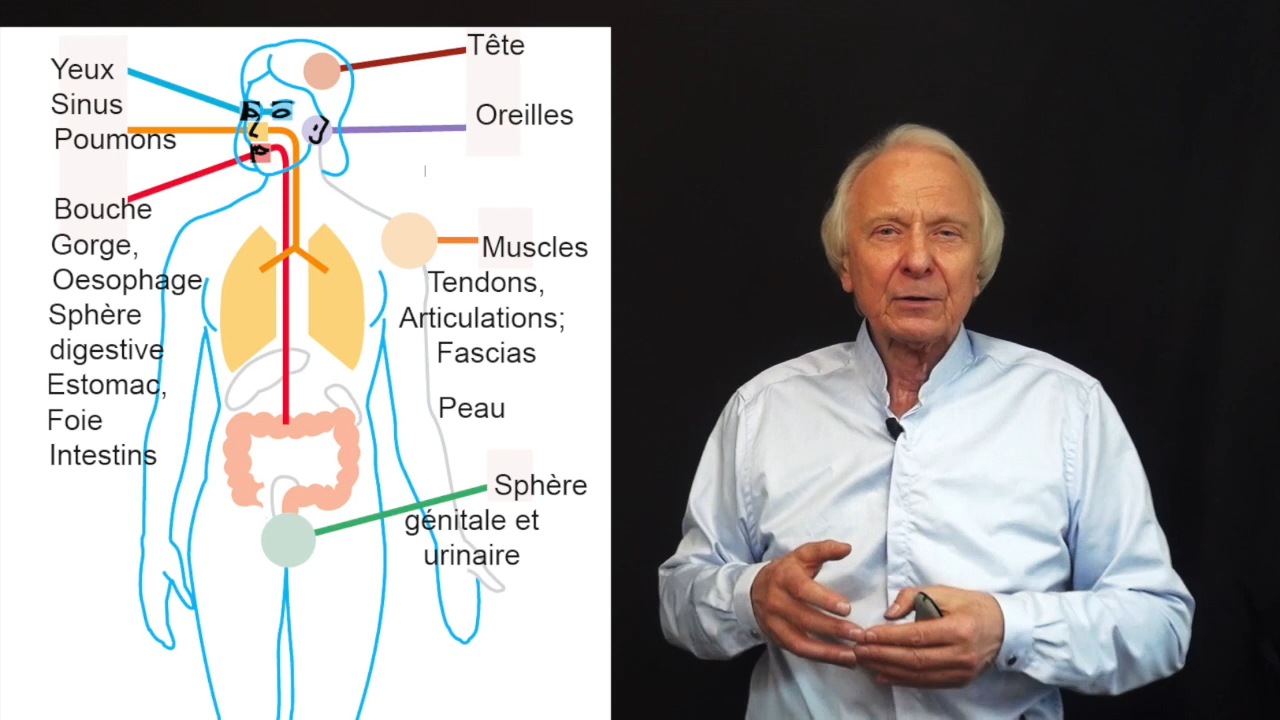 Yeux
Sinus
Poumons
Bouche
Gorge,
Oesophage
Sphère
digestive
Estomac,
Foie
Intestins
Tête
Oreilles
Muscles
Tendons,
Articulations;
Fascias
Peau
Sphère
génitale et
urinaire